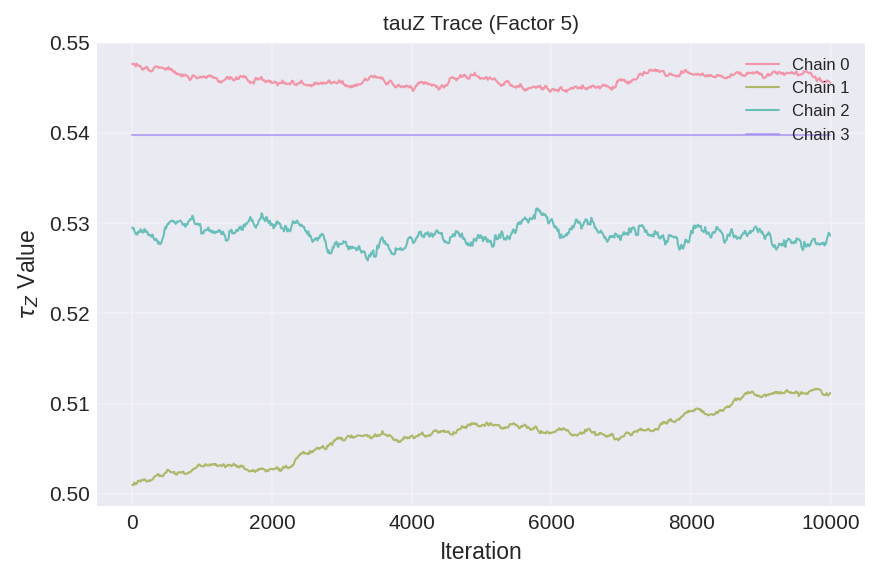 tauZ Trace (Factor 5)
0.55
0.54
0.53
0.52
0.51
0.50
τZ Value
Chain 0
Chain 1
Chain 2
Chain 3
0 2000 4000 6000 8000 10000
Iteration